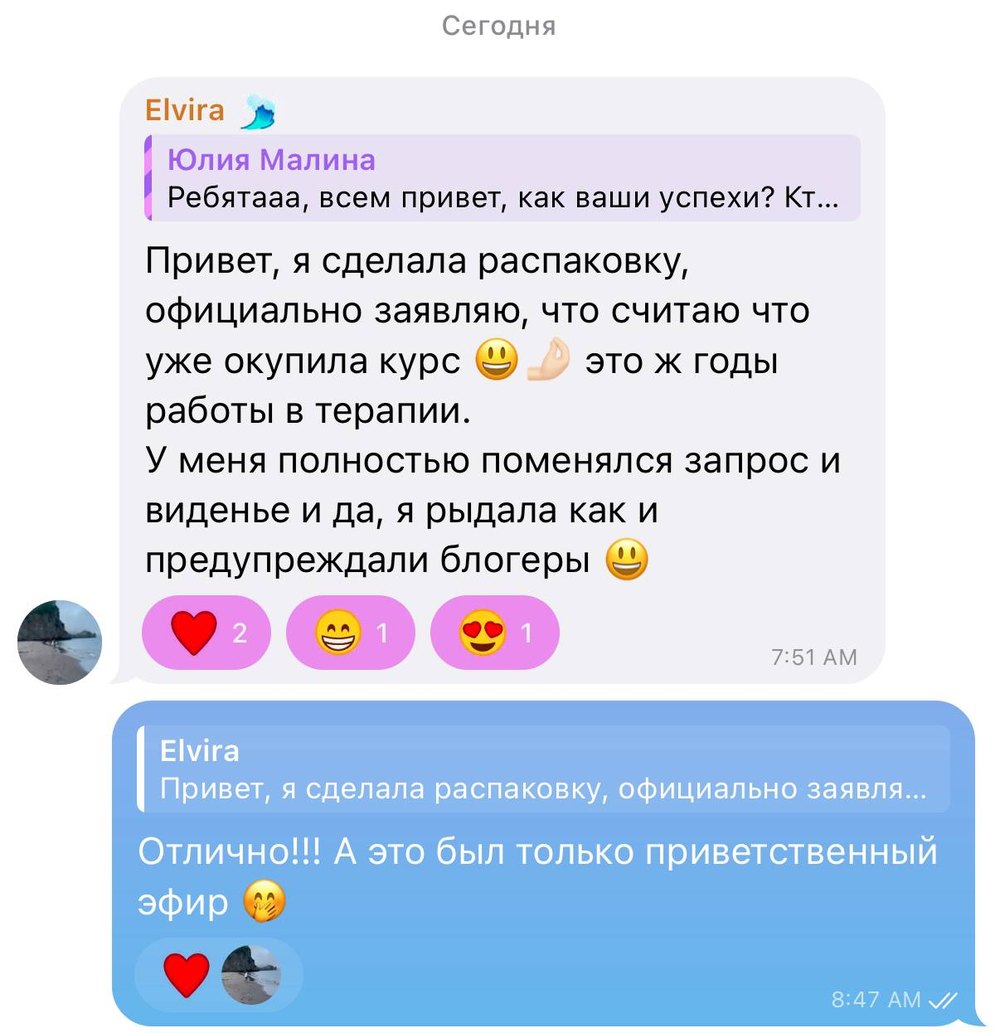 Сегодня
Elvira 🌊
Юлия Малина
Ребятааа, всем привет, как ваши успехи? Кт...
Привет, я сделала распаковку,
официально заявляю, что считаю что
уже окупила курс 😃🤌🏻 это ж годы
работы в терапии.
У меня полностью поменялся запрос и
виденье и да, я рыдала как и
предупреждали блогеры 😃
❤️ 2 😁 1 😍 1
7:51 AM
Elvira
Привет, я сделала распаковку, официально заявля...
Отлично!!! А это был только приветственный
эфир 🤭
❤️
8:47 AM